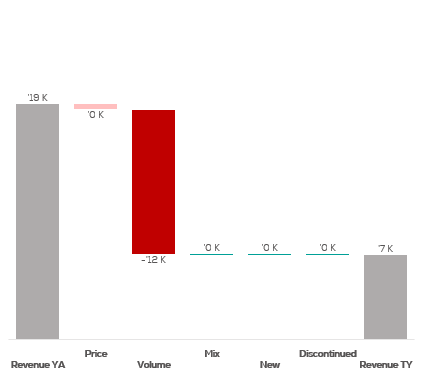 '19 K
'0 K
-'12 K
'0 K
'0 K
'0 K
'7 K
Revenue YA
Price
Volume
Mix
New
Discontinued
Revenue TY